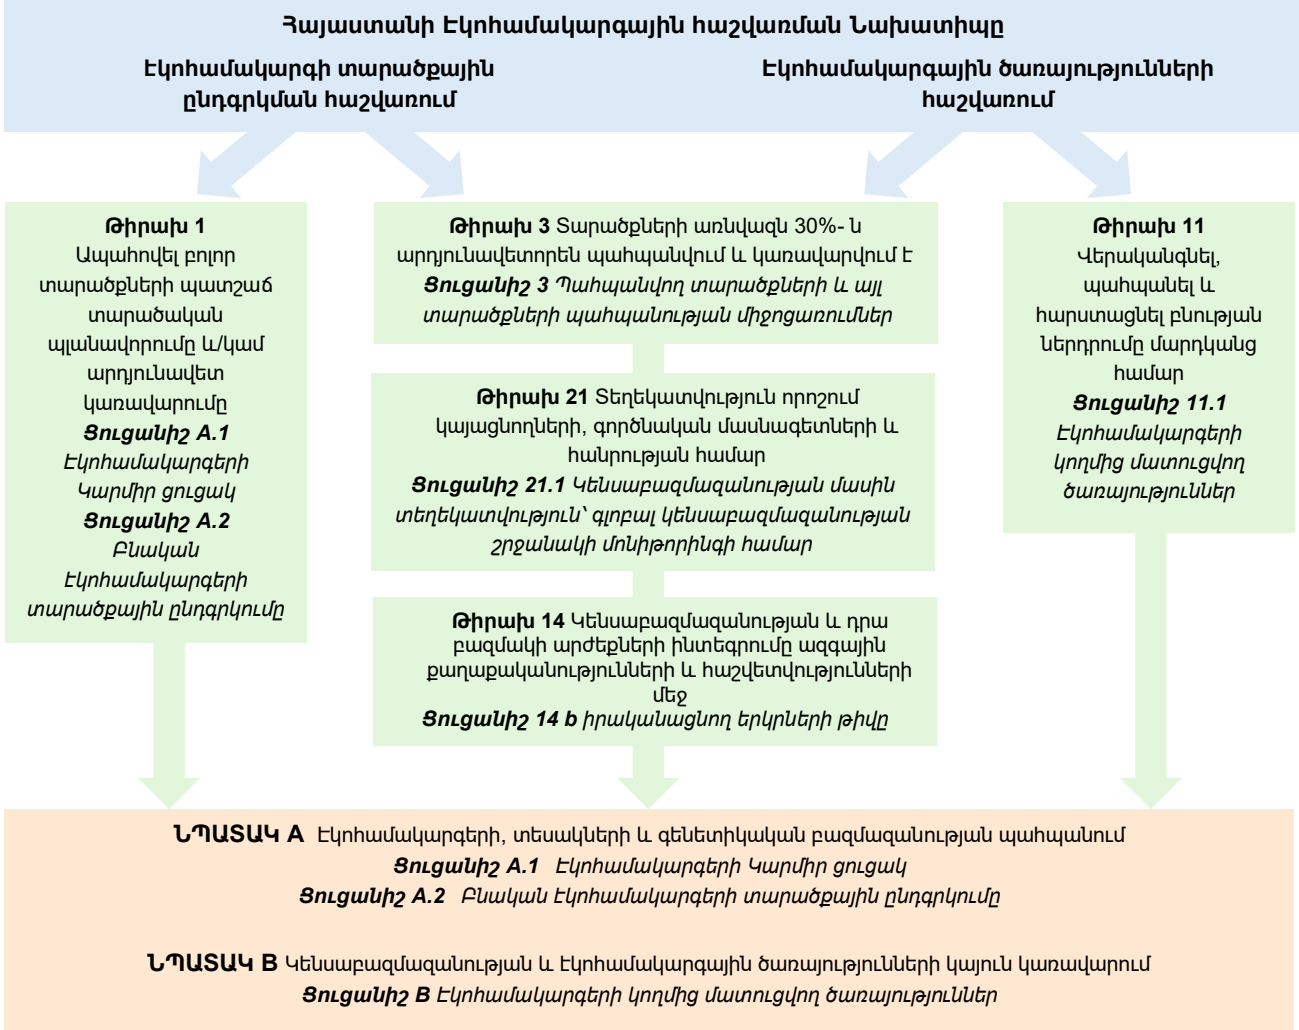 Հայաստանի Էկոհամակարգային հաշվառման Նախատիպը
Էկոհամակարգի տարածքային
ընդգրկման հաշվառում
Էկոհամակարգային ծառայությունների
հաշվառում
Թիրախ 1
Ապահովել բոլոր
տարածքների պատշաճ
տարածական
պլանավորումը և/կամ
արդյունավետ
կառավարումը
Ցուցանիշ A.1
Էկոհամակարգերի
Կարմիր ցուցակ
Ցուցանիշ A.2
Բնական
էկոհամակարգերի
տարածքային ընդգրկումը
Թիրախ 3 Տարածքների առնվազն 30%- ն
արդյունավետորեն պահպանվում և կառավարվում է
Ցուցանիշ 3 Պահպանվող տարածքների և այլ
տարածքների պահպանության միջոցառումներ
Թիրախ 21 Տեղեկատվություն որոշում
կայացնողների, գործնական մասնագետների և
հանրության համար
Ցուցանիշ 21.1 Կենսաբազմազանության մասին
տեղեկատվություն՝ գլոբալ կենսաբազմազանության
շրջանակի մոնիթորինգի համար
Թիրախ 14 Կենսաբազմազանության և դրա
բազմակի արժեքների ինտեգրումը ազգային
քաղաքականությունների և հաշվետվությունների
մեջ
Ցուցանիշ 14 b իրականացնող երկրների թիվը
Թիրախ 11
Վերականգնել,
պահպանել և
հարստացնել բնության
ներդրումը մարդկանց
համար
Ցուցանիշ 11.1
Էկոհամակարգերի
կողմից մատուցվող
ծառայություններ
ՆՊԱՏԱԿ A Էկոհամակարգերի, տեսակների և գենետիկական բազմազանության պահպանում
Ցուցանիշ A.1 Էկոհամակարգերի Կարմիր ցուցակ
Ցուցանիշ A.2 Բնական էկոհամակարգերի տարածքային ընդգրկումը
ՆՊԱՏԱԿ B Կենսաբազմազանության և էկոհամակարգային ծառայությունների կայուն կառավարում
Ցուցանիշ B Էկոհամակարգերի կողմից մատուցվող ծառայություններ